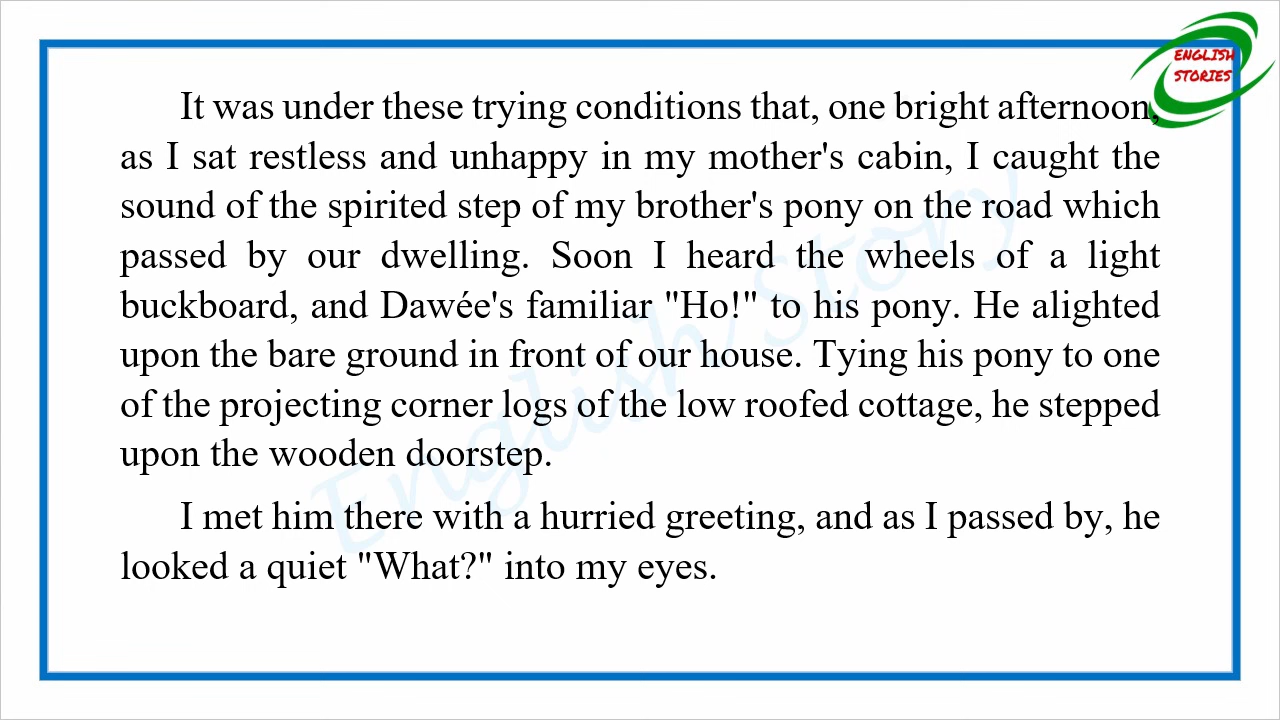 ENGLISH
STORIES
It was under these trying conditions that, one bright afternoon,
as I sat restless and unhappy in my mother's cabin, I caught the
sound of the spirited step of my brother's pony on the road which
passed by our dwelling. Soon I heard the wheels of a light
buckboard, and Dawée's familiar "Ho!" to his pony. He alighted
upon the bare ground in front of our house. Tying his pony to one
of the projecting corner logs of the low roofed cottage, he stepped
upon the wooden doorstep.
I met him there with a hurried greeting, and as I passed by, he
looked a quiet "What?" into my eyes.
English Story